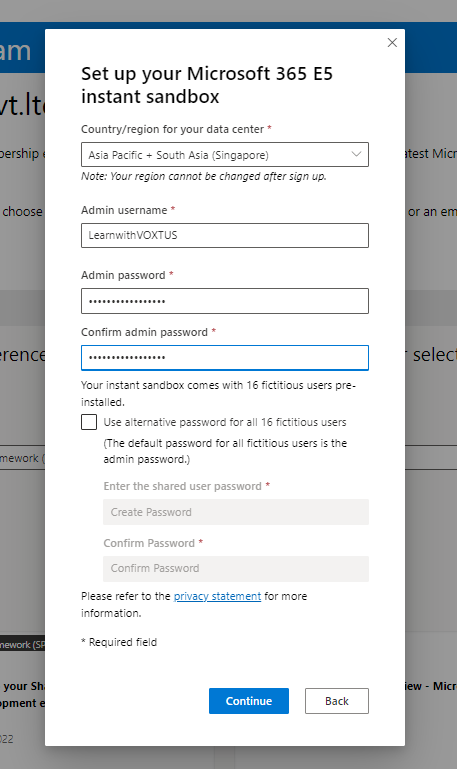 am
Set up your Microsoft 365 E5
instant sandbox
Country/region for your data center *
Asia Pacific + South Asia (Singapore)
Note: Your region cannot be changed after sign up.
Admin username *
LearnwithVOXTUS
Admin password *
•••••••••••••••••
Confirm admin password *
•••••••••••••••••
Your instant sandbox comes with 16 fictitious users pre-
installed.
Use alternative password for all 16 fictitious users
(The default password for all fictitious users is the
admin password.)
Enter the shared user password *
Create Password
Confirm Password *
Confirm Password
Please refer to the privacy statement for more
information.
* Required field
Continue
Back
vt.lt
bership e
atest Micr
choose
or an em
erence
r selec
mework (
mework (SP
your Sha
opment e
view - Micr
2022